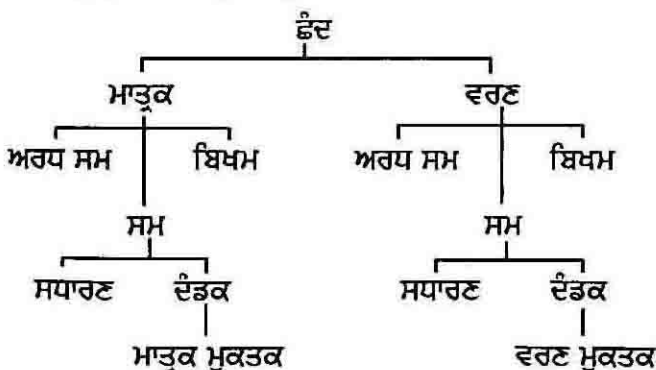 ਛੰਦ
ਮਾਤ੍ਰਕ ਵਰਣ
ਅਰਧ ਸਮ ਬਿਖਮ ਅਰਧ ਸਮ ਬਿਖਮ
ਸਮ ਸਮ
ਸਧਾਰਣ ਦੰਡਕ ਸਧਾਰਣ ਦੰਡਕ
ਮਾਤ੍ਰਕ ਮੁਕਤਕ ਵਰਣ ਮੁਕਤਕ